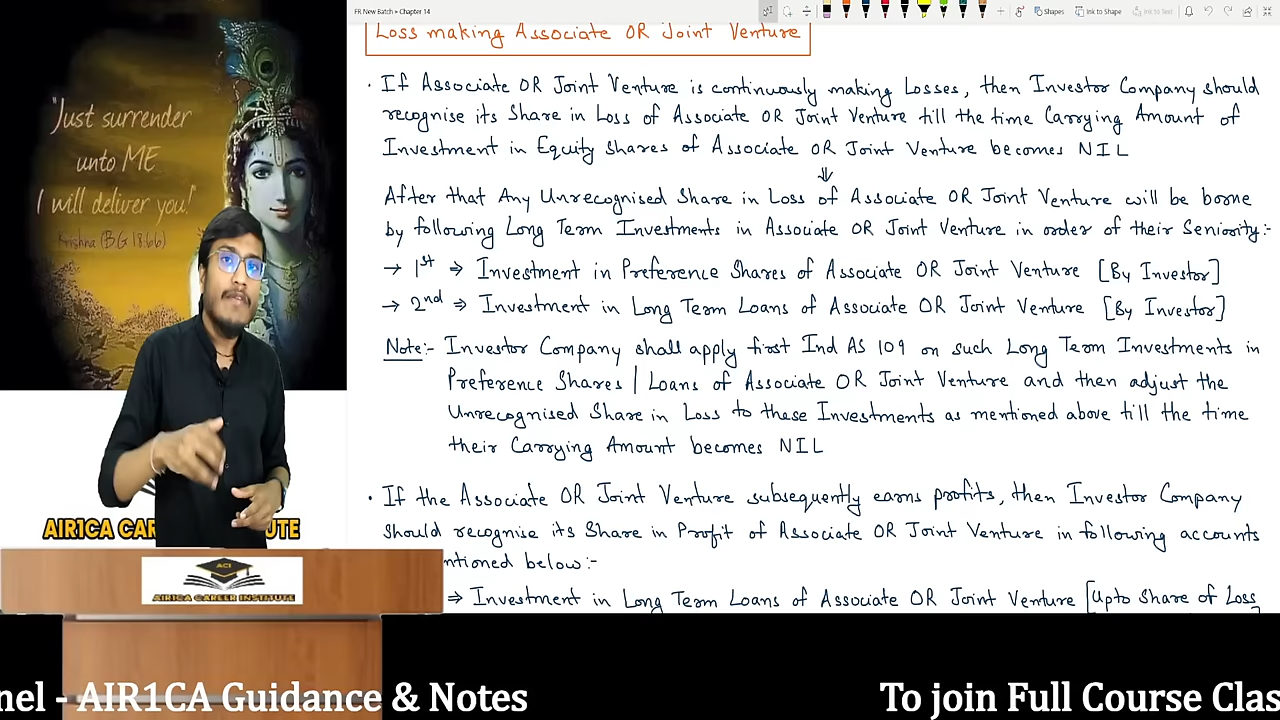 FR New Batch » Chapter 14
Shapes
Ink to Shape
Ink to Text
Loss making Associate OR Joint Venture
• If Associate OR Joint Venture is continuously making Losses, then Investor Company should
recognise its Share in Loss of Associate OR Joint Venture till the time Carrying Amount of
Investment in Equity Shares of Associate OR Joint Venture becomes NIL
⇓
After that Any Unrecognised Share in Loss of Associate OR Joint Venture will be borne
by following Long Term Investments in Associate OR Joint Venture in order of their Seniority:-
→ 1st ⇒ Investment in Preference Shares of Associate OR Joint Venture [By Investor]
→ 2nd ⇒ Investment in Long Term Loans of Associate OR Joint Venture [By Investor]
Note:- Investor Company shall apply first Ind AS 109 on such Long Term Investments in
Preference Shares | Loans of Associate OR Joint Venture and then adjust the
Unrecognised Share in Loss to these Investments as mentioned above till the time
their Carrying Amount becomes NIL
• If the Associate OR Joint Venture subsequently earns profits, then Investor Company
should recognise its Share in Profit of Associate OR Joint Venture in following accounts
ntioned below:-
⇒ Investment in Long Term Loans of Associate OR Joint Venture [Upto Share of Loss
"Just surrender
unto ME
I will deliver you!"
Krishna (BG 18:66)
AIR1CA CAR UTE
ACI
AIR1CA CAREER INSTITUTE
nel - AIR1CA Guidance & Notes
To join Full Course Clas